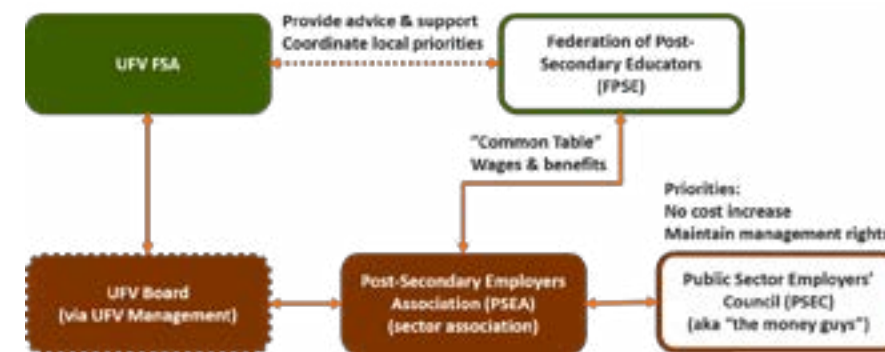 UFV FSA
Provide advice & support
Coordinate local priorities
Federation of Post-
Secondary Educators
(FPSE)
"Common Table"
Wages & benefits
Priorities:
No cost increase
Maintain management rights
UFV Board
(via UFV Management)
Post-Secondary Employers
Association (PSEA)
(sector association)
Public Sector Employers'
Council (PSEC)
(aka "the money guys")